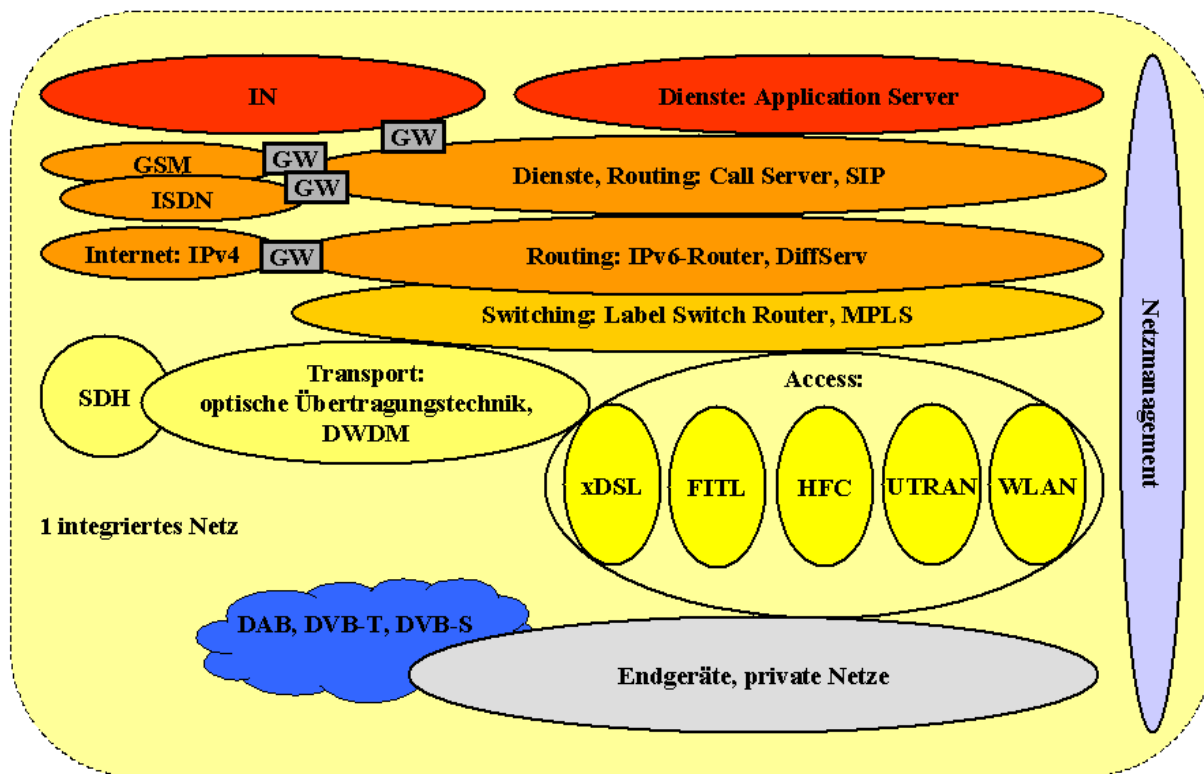 IN
Dienste: Application Server
GW
GSM
GW
Dienste, Routing: Call Server, SIP
ISDN
GW
Internet: IPv4
GW
Routing: IPv6-Router, DiffServ
Switching: Label Switch Router, MPLS
SDH
Transport:
optische Übertragungstechnik,
DWDM
Access:
xDSL
FITL
HFC
UTRAN
WLAN
1 integriertes Netz
DAB, DVB-T, DVB-S
Endgeräte, private Netze
Netzmanagement